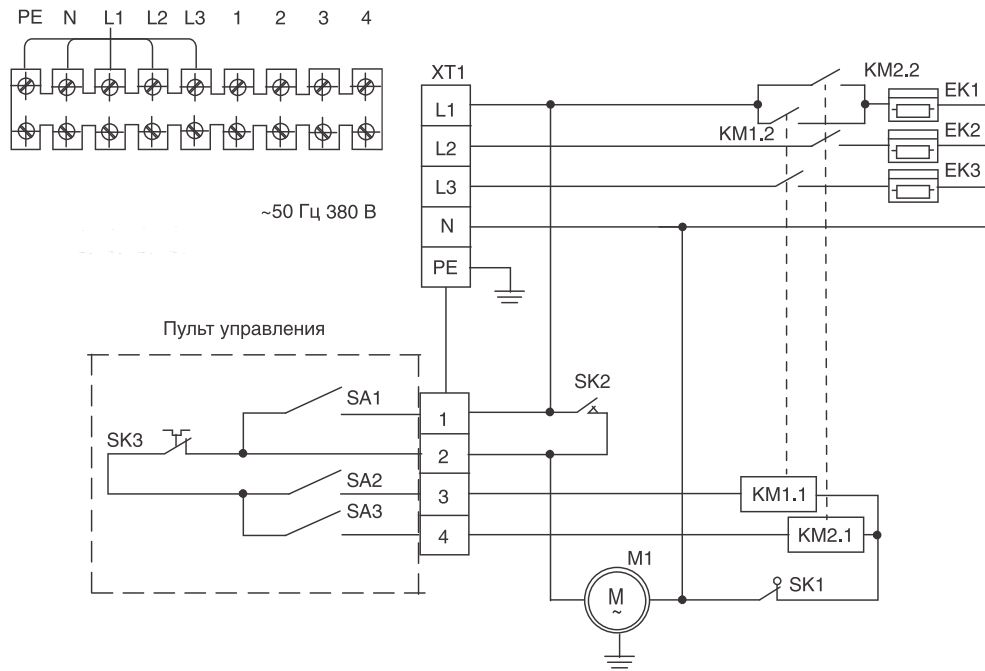 PE N L1 L2 L3 1 2 3 4
XT1
KM2.2
EK1
L1
KM1.2
EK2
L2
EK3
L3
~50 Гц 380 В
N
PE
Пульт управления
SK2
SA1
1
SK3
2
SA2
3
KM1.1
SA3
4
KM2.1
M1
M
~
SK1